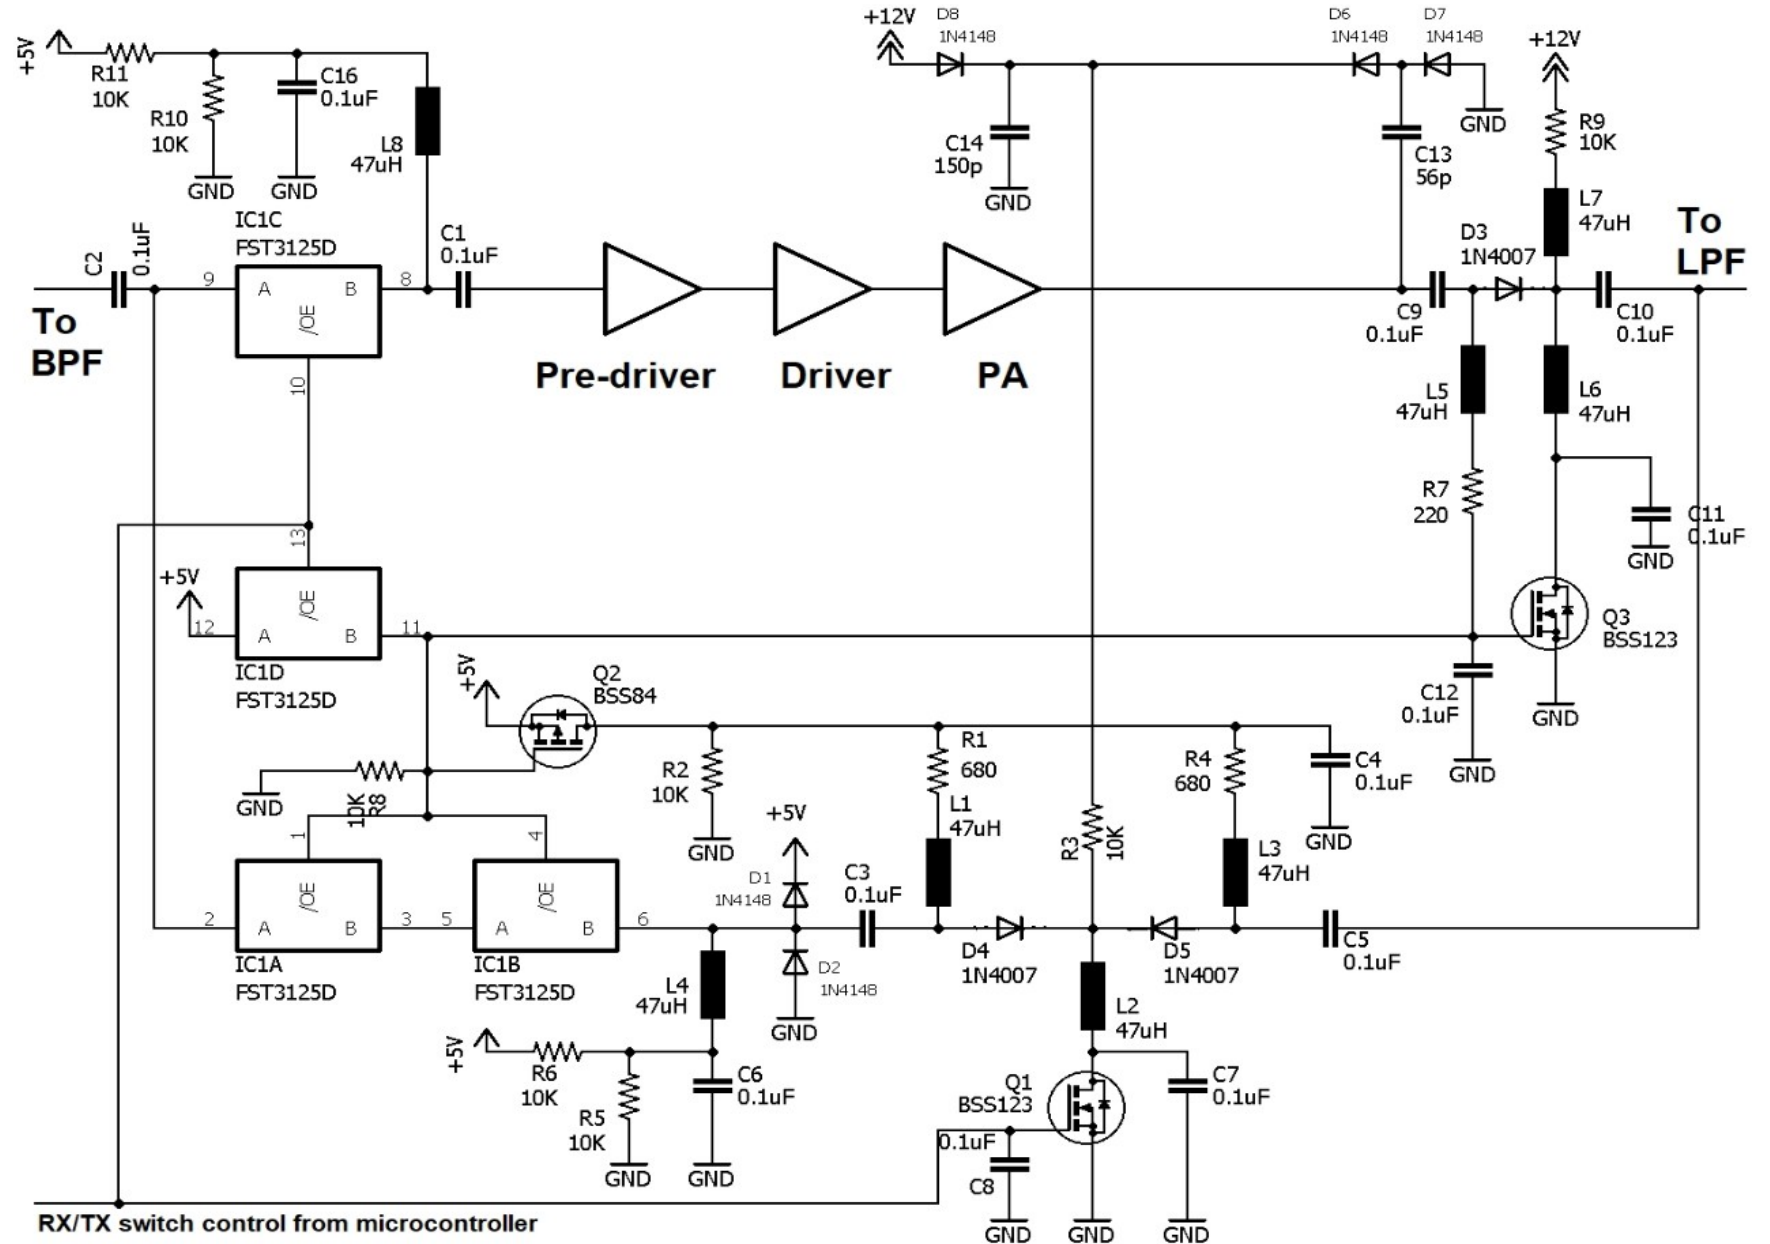 +5V
R11
10K
R10
10K
GND
C16
0.1uF
GND
L8
47uH
+12V
D8
1N4148
C14
150p
GND
D6
1N4148
D7
1N4148
GND
C13
56p
+12V
R9
10K
L7
47uH
To
LPF
C2
0.1uF
To
BPF
IC1C
FST3125D
9
A
B
8
/OE
10
C1
0.1uF
Pre-driver
Driver
PA
C9
0.1uF
D3
1N4007
C10
0.1uF
L5
47uH
L6
47uH
R7
220
C11
0.1uF
GND
Q3
BSS123
GND
C12
0.1uF
GND
13
+5V
12
A
B
11
/OE
IC1D
FST3125D
+5V
Q2
BSS84
GND
10K
R8
R2
10K
GND
R1
680
L1
47uH
R3
10K
R4
680
L3
47uH
C4
0.1uF
GND
1
4
2
A
B
3
/OE
IC1A
FST3125D
5
A
B
6
/OE
IC1B
FST3125D
+5V
D1
1N4148
D2
1N4148
GND
C3
0.1uF
D4
1N4007
D5
1N4007
C5
0.1uF
L4
47uH
+5V
R6
10K
R5
10K
GND
C6
0.1uF
GND
L2
47uH
Q1
BSS123
0.1uF
C8
GND
GND
C7
0.1uF
GND
RX/TX switch control from microcontroller